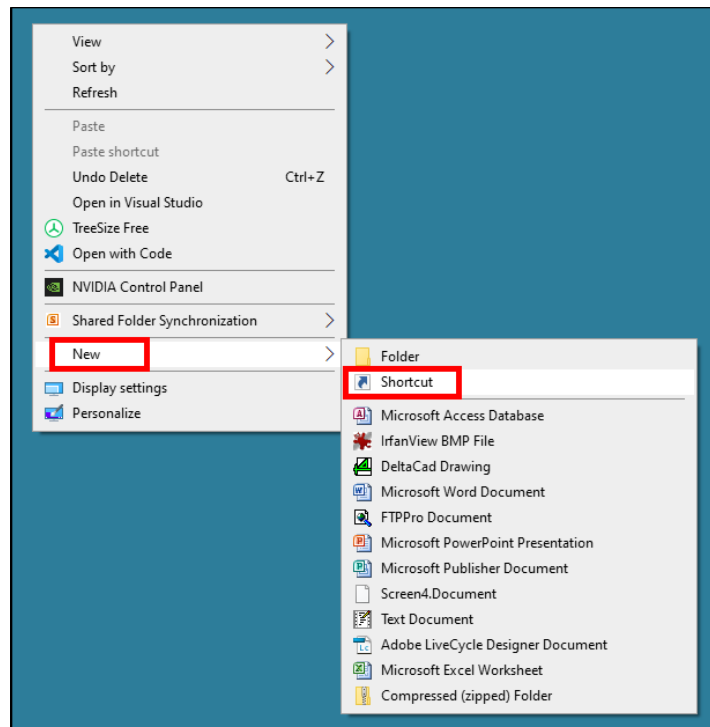 View
Sort by
Refresh
Paste
Paste shortcut
Undo Delete Ctrl+Z
Open in Visual Studio
TreeSize Free
Open with Code
NVIDIA Control Panel
Shared Folder Synchronization
New
Display settings
Personalize
Folder
Shortcut
Microsoft Access Database
IrfanView BMP File
DeltaCad Drawing
Microsoft Word Document
FTPPro Document
Microsoft PowerPoint Presentation
Microsoft Publisher Document
Screen4.Document
Text Document
Adobe LiveCycle Designer Document
Microsoft Excel Worksheet
Compressed (zipped) Folder